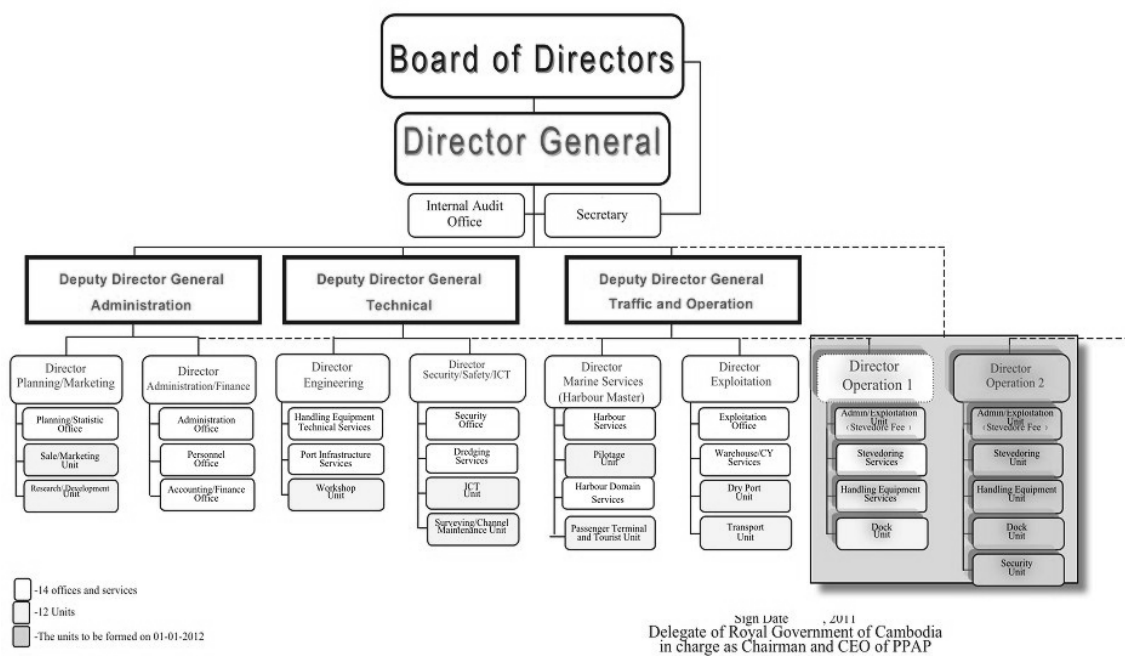 Board of Directors
Director General
Internal Audit
Office
Secretary
Deputy Director General
Administration
Deputy Director General
Technical
Deputy Director General
Traffic and Operation
Director
Planning/Marketing
Director
Administration/Finance
Director
Engineering
Director
Security/Safety/ICT
Director
Marine Services
(Harbour Master)
Director
Exploitation
Director
Operation 1
Director
Operation 2
Planning/Statistic
Office
Sale/Marketing
Unit
Research/Development
Unit
Administration
Office
Personnel
Office
Accounting/Finance
Office
Handling Equipment
Technical Services
Port Infrastructure
Services
Workshop
Unit
Security
Office
Dredging
Services
ICT
Unit
Surveying/Channel
Maintenance Unit
Harbour
Services
Pilotage
Unit
Harbour Domain
Services
Passenger Terminal
and Tourist Unit
Exploitation
Office
Warehouse/CY
Services
Dry Port
Unit
Transport
Unit
Admin/Exploitation
Unit
(Stevedore Fee)
Stevedoring
Services
Handling Equipment
Services
Dock
Unit
Admin/Exploitation
Unit
(Stevedore Fee)
Stevedoring
Unit
Handling Equipment
Unit
Dock
Unit
Security
Unit
-14 offices and services
-12 Units
-The units to be formed on 01-01-2012
Sign Date , 2011
Delegate of Royal Government of Cambodia
in charge as Chairman and CEO of PPAP